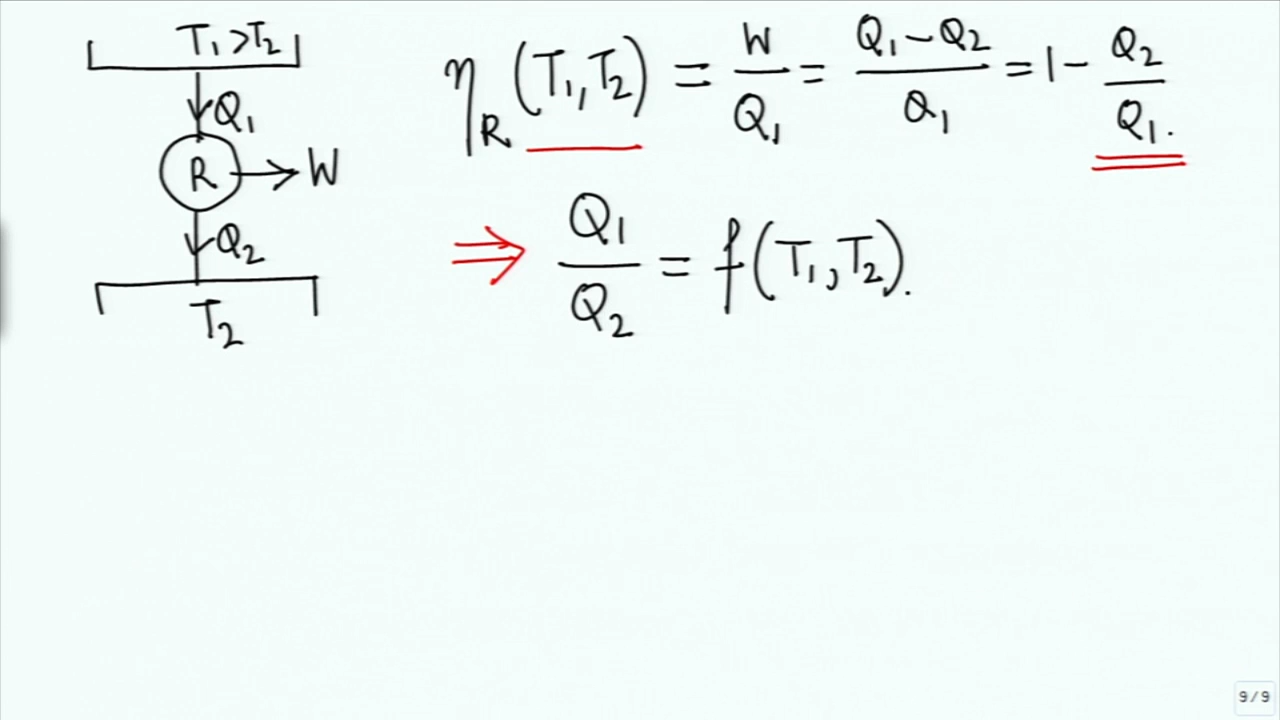 T₁>T₂
Q₁
R → W
Q₂
T₂
η_R (T₁,T₂) = W/Q₁ = (Q₁-Q₂)/Q₁ = 1 - Q₂/Q₁.
⇒ Q₁/Q₂ = f(T₁,T₂).
9/9